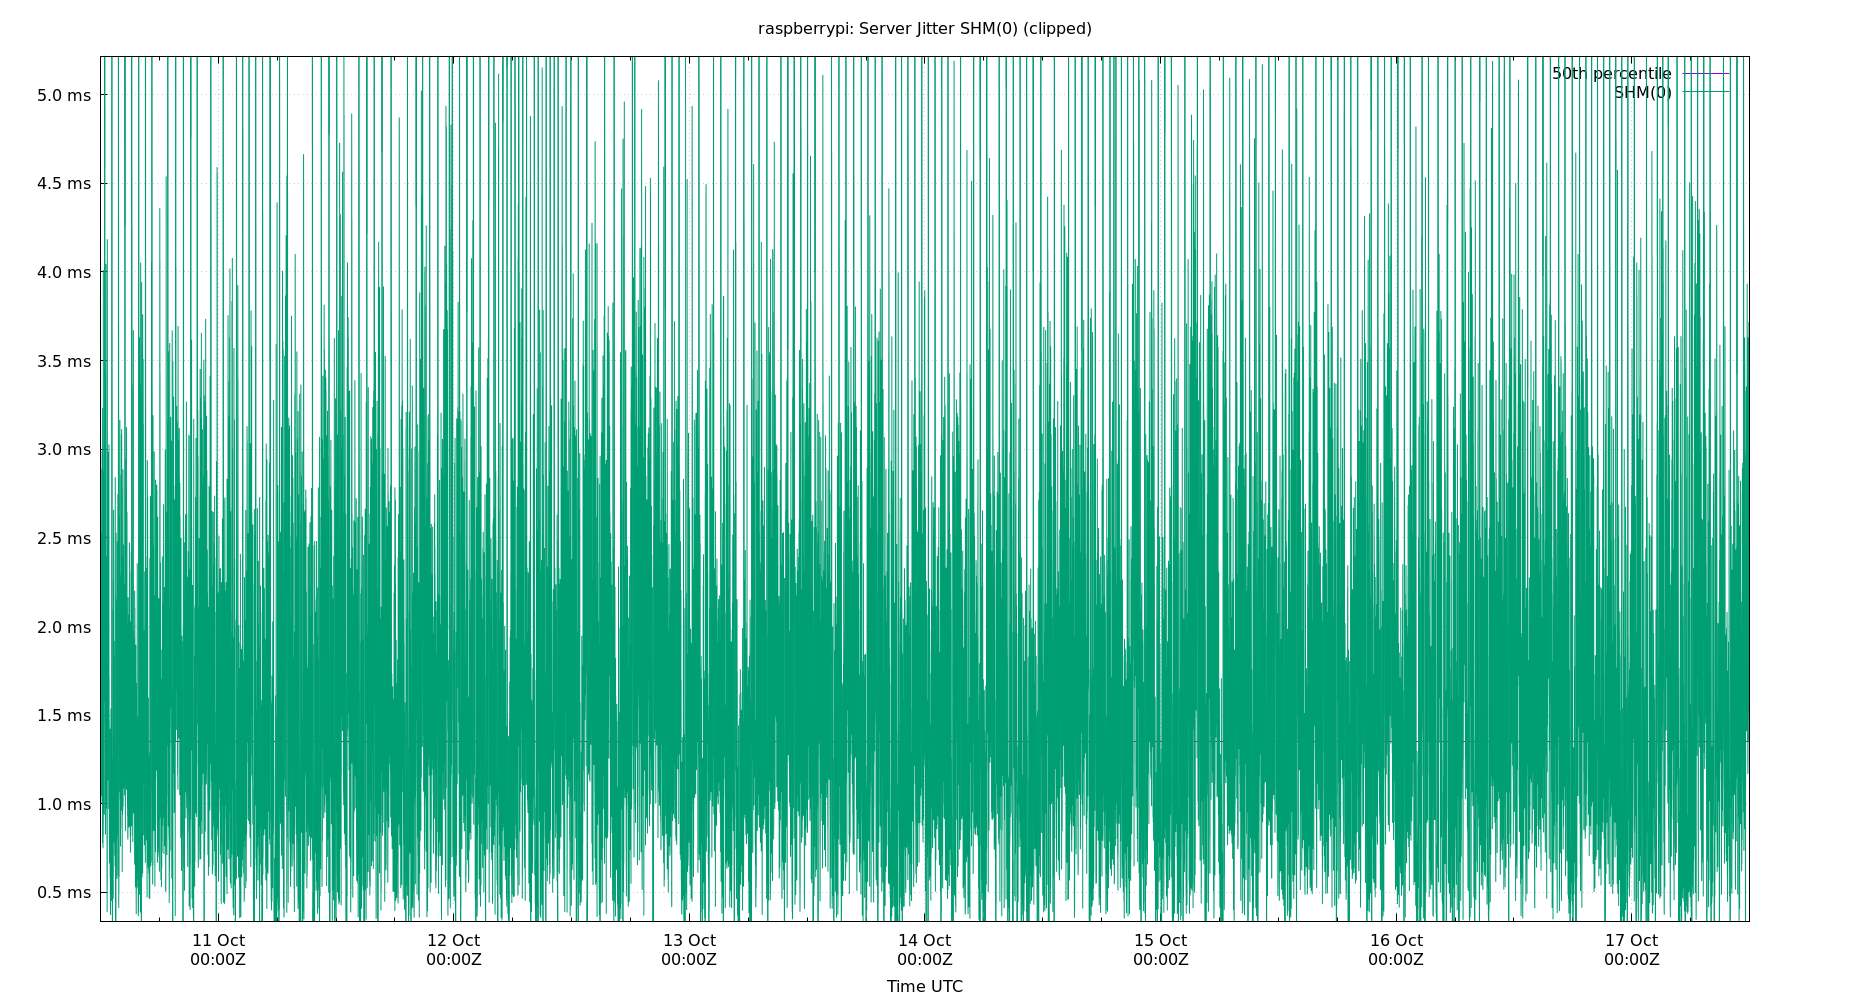 raspberrypi: Server Jitter SHM(0) (clipped)
50th percentile
SHM(0)
5.0 ms
4.5 ms
4.0 ms
3.5 ms
3.0 ms
2.5 ms
2.0 ms
1.5 ms
1.0 ms
0.5 ms
11 Oct 12 Oct 13 Oct 14 Oct 15 Oct 16 Oct 17 Oct
00:00Z 00:00Z 00:00Z 00:00Z 00:00Z 00:00Z 00:00Z
Time UTC